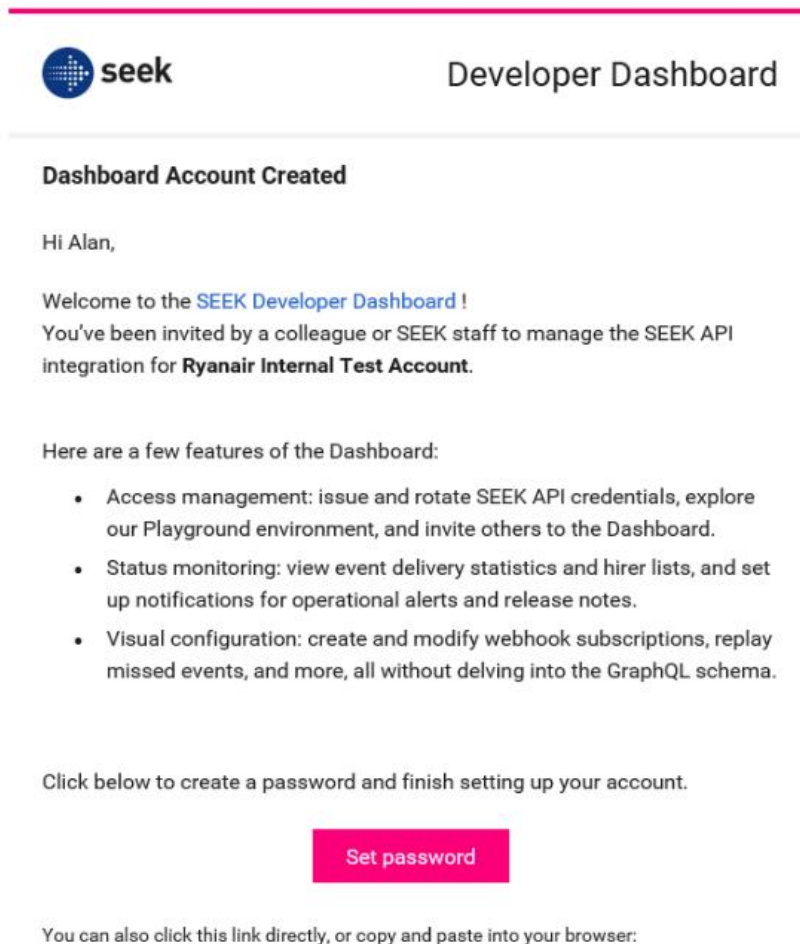 seek
Developer Dashboard
Dashboard Account Created
Hi Alan,
Welcome to the SEEK Developer Dashboard !
You've been invited by a colleague or SEEK staff to manage the SEEK API
integration for Ryanair Internal Test Account.
Here are a few features of the Dashboard:
• Access management: issue and rotate SEEK API credentials, explore
our Playground environment, and invite others to the Dashboard.
• Status monitoring: view event delivery statistics and hirer lists, and set
up notifications for operational alerts and release notes.
• Visual configuration: create and modify webhook subscriptions, replay
missed events, and more, all without delving into the GraphQL schema.
Click below to create a password and finish setting up your account.
Set password
You can also click this link directly, or copy and paste into your browser: